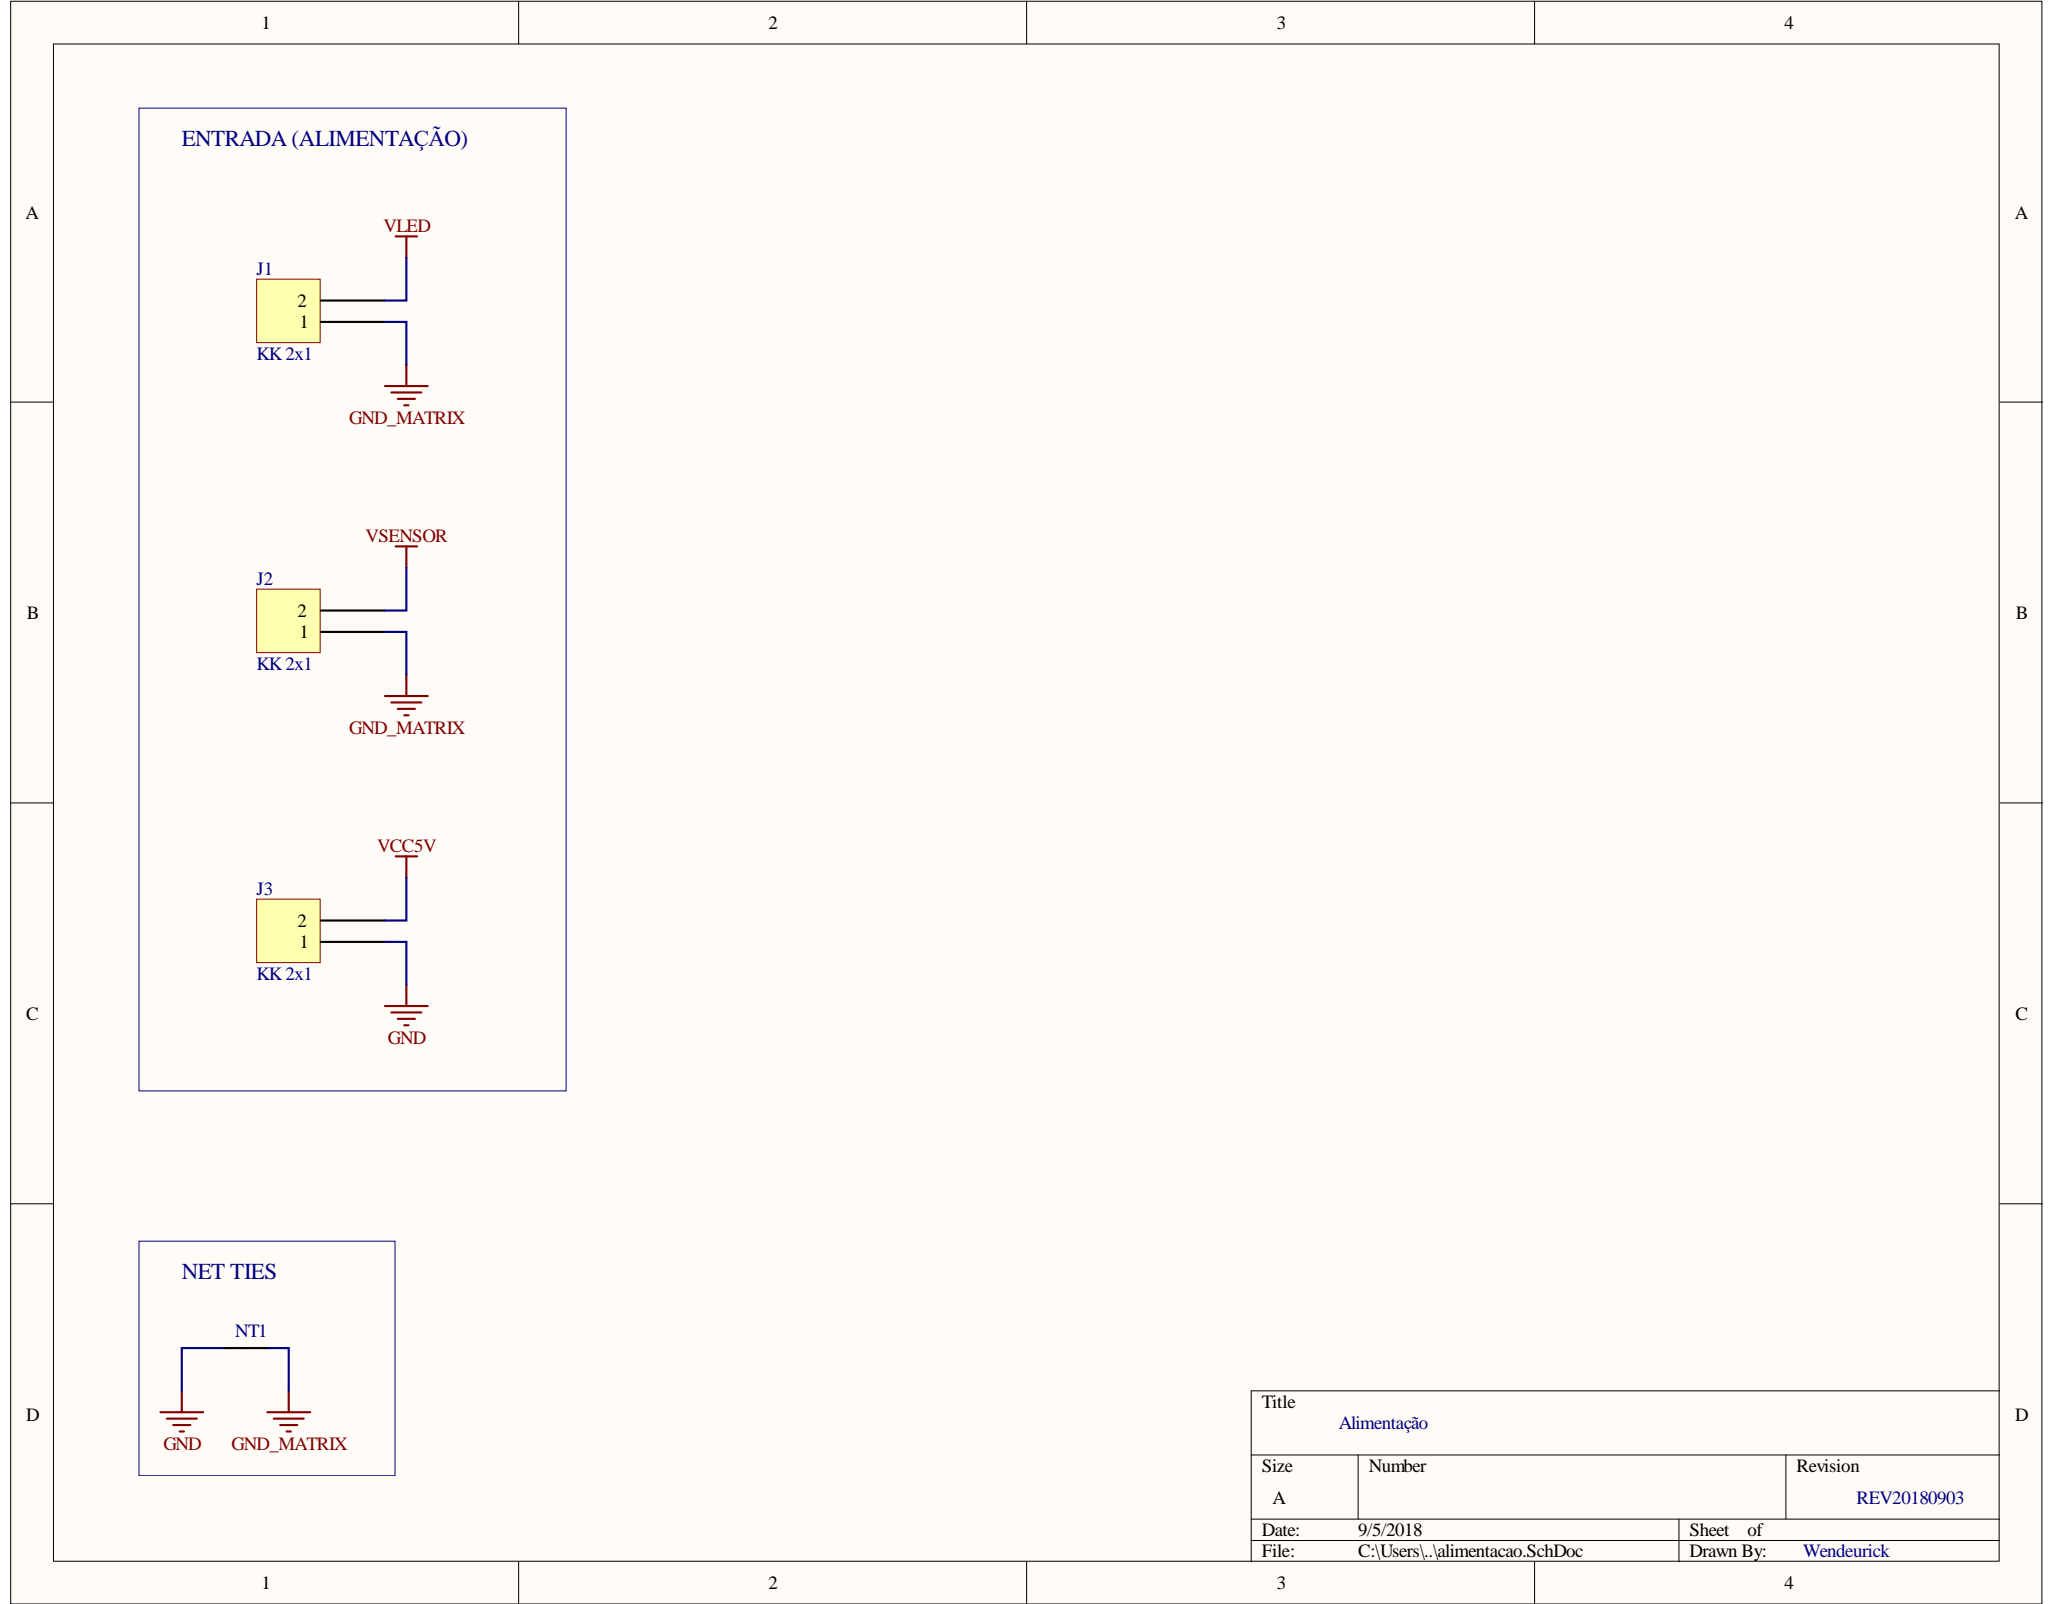 1 2 3 4
ENTRADA (ALIMENTAÇÃO)
A A
VLED
J1
2
1
KK 2x1
GND_MATRIX
VSENSOR
J2
2
1
KK 2x1
GND_MATRIX
B B
VCC5V
J3
2
1
KK 2x1
GND
C C
NET TIES
NT1
GND GND_MATRIX
D D
Title
Alimentação
Size Number Revision
A REV20180903
Date: 9/5/2018 Sheet of
File: C:\Users\..\alimentacao.SchDoc Drawn By: Wendeurick
1 2 3 4